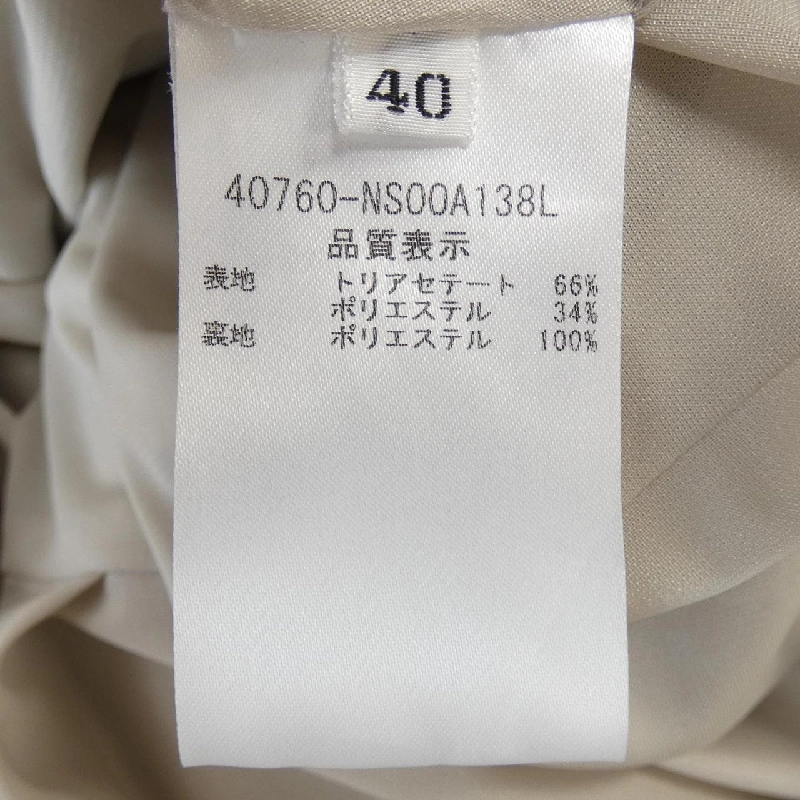 40
40760-NS00A138L
品質表示
表地 トリアセテート 66%
ポリエステル 34%
裏地 ポリエステル 100%